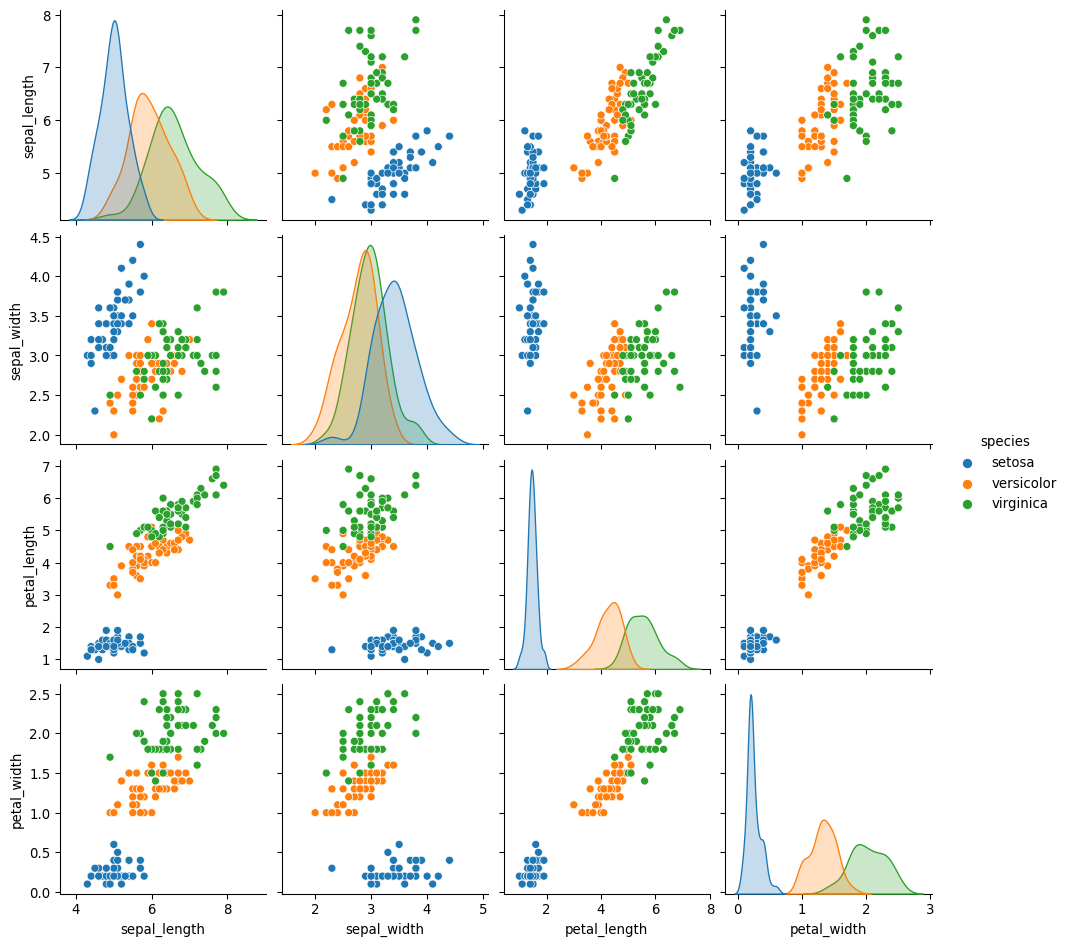 8
7
6
5
sepal_length
4.5
4.0
3.5
3.0
2.5
2.0
sepal_width
species
setosa
versicolor
virginica
7
6
5
4
3
2
1
petal_length
2.5
2.0
1.5
1.0
0.5
0.0
petal_width
4 6 8
2 3 4 5
2 4 6 8
0 1 2 3
sepal_length sepal_width petal_length petal_width